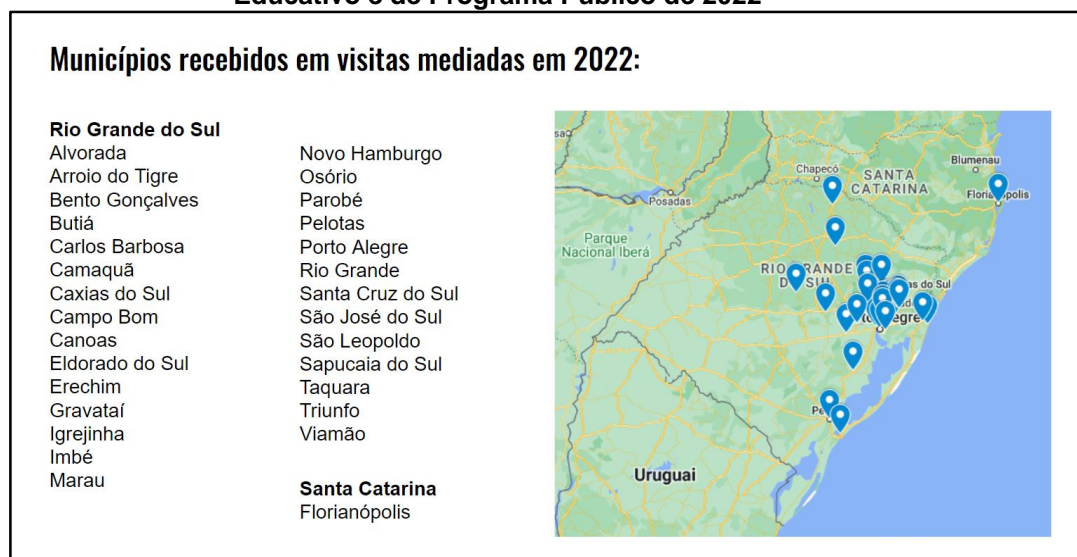 Educativo e do Programa Público de 2022
Municípios recebidos em visitas mediadas em 2022:
Rio Grande do Sul
Alvorada
Arroio do Tigre
Bento Gonçalves
Butiá
Carlos Barbosa
Camaquã
Caxias do Sul
Campo Bom
Canoas
Eldorado do Sul
Erechim
Gravataí
Igrejinha
Imbé
Marau
Novo Hamburgo
Osório
Parobé
Pelotas
Porto Alegre
Rio Grande
Santa Cruz do Sul
São José do Sul
São Leopoldo
Sapucaia do Sul
Taquara
Triunfo
Viamão
Santa Catarina
Florianópolis
Blumenau
Chapecó
SANTA
CATARINA
Posadas
Parque
Nacional Iberá
Uruguai